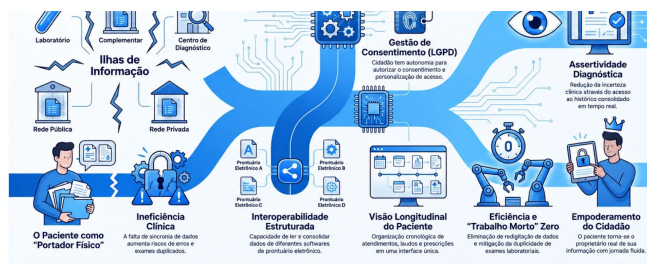 Laboratório
Complementar
Centro de
Diagnóstico
Ilhas de
Informação
Rede Pública
Rede Privada
Gestão de
Consentimento (LGPD)
Cidadão tem autonomia para
autorizar o consentimento e
personalização de acesso.
Assertividade
Diagnóstica
Redução de incerteza
clínica através do acesso
ao histórico consolidado
em tempo real.
O Paciente como
"Portador Físico"
Ineficiência
Clínica
A falta de sincronia de dados
aumenta riscos de erros e
exames duplicados.
Prontuário
Eletrônico A
Prontuário
Eletrônico B
Prontuário
Eletrônico C
Prontuário
Eletrônico D
Interoperabilidade
Estruturada
Capacidade de ler e consolidar
dados de diferentes softwares
de prontuário eletrônico.
Visão Longitudinal
do Paciente
Organização cronológica de
atendimentos, laudos e prescrições
em uma interface única.
0
Eficiência e
"Trabalho Morto" Zero
Eliminação de redigitação de dados
e mitigação da duplicidade de
exames laboratoriais.
Empoderamento
do Cidadão
O paciente torna-se o
proprietário real de sua
informação com jornada fluida.